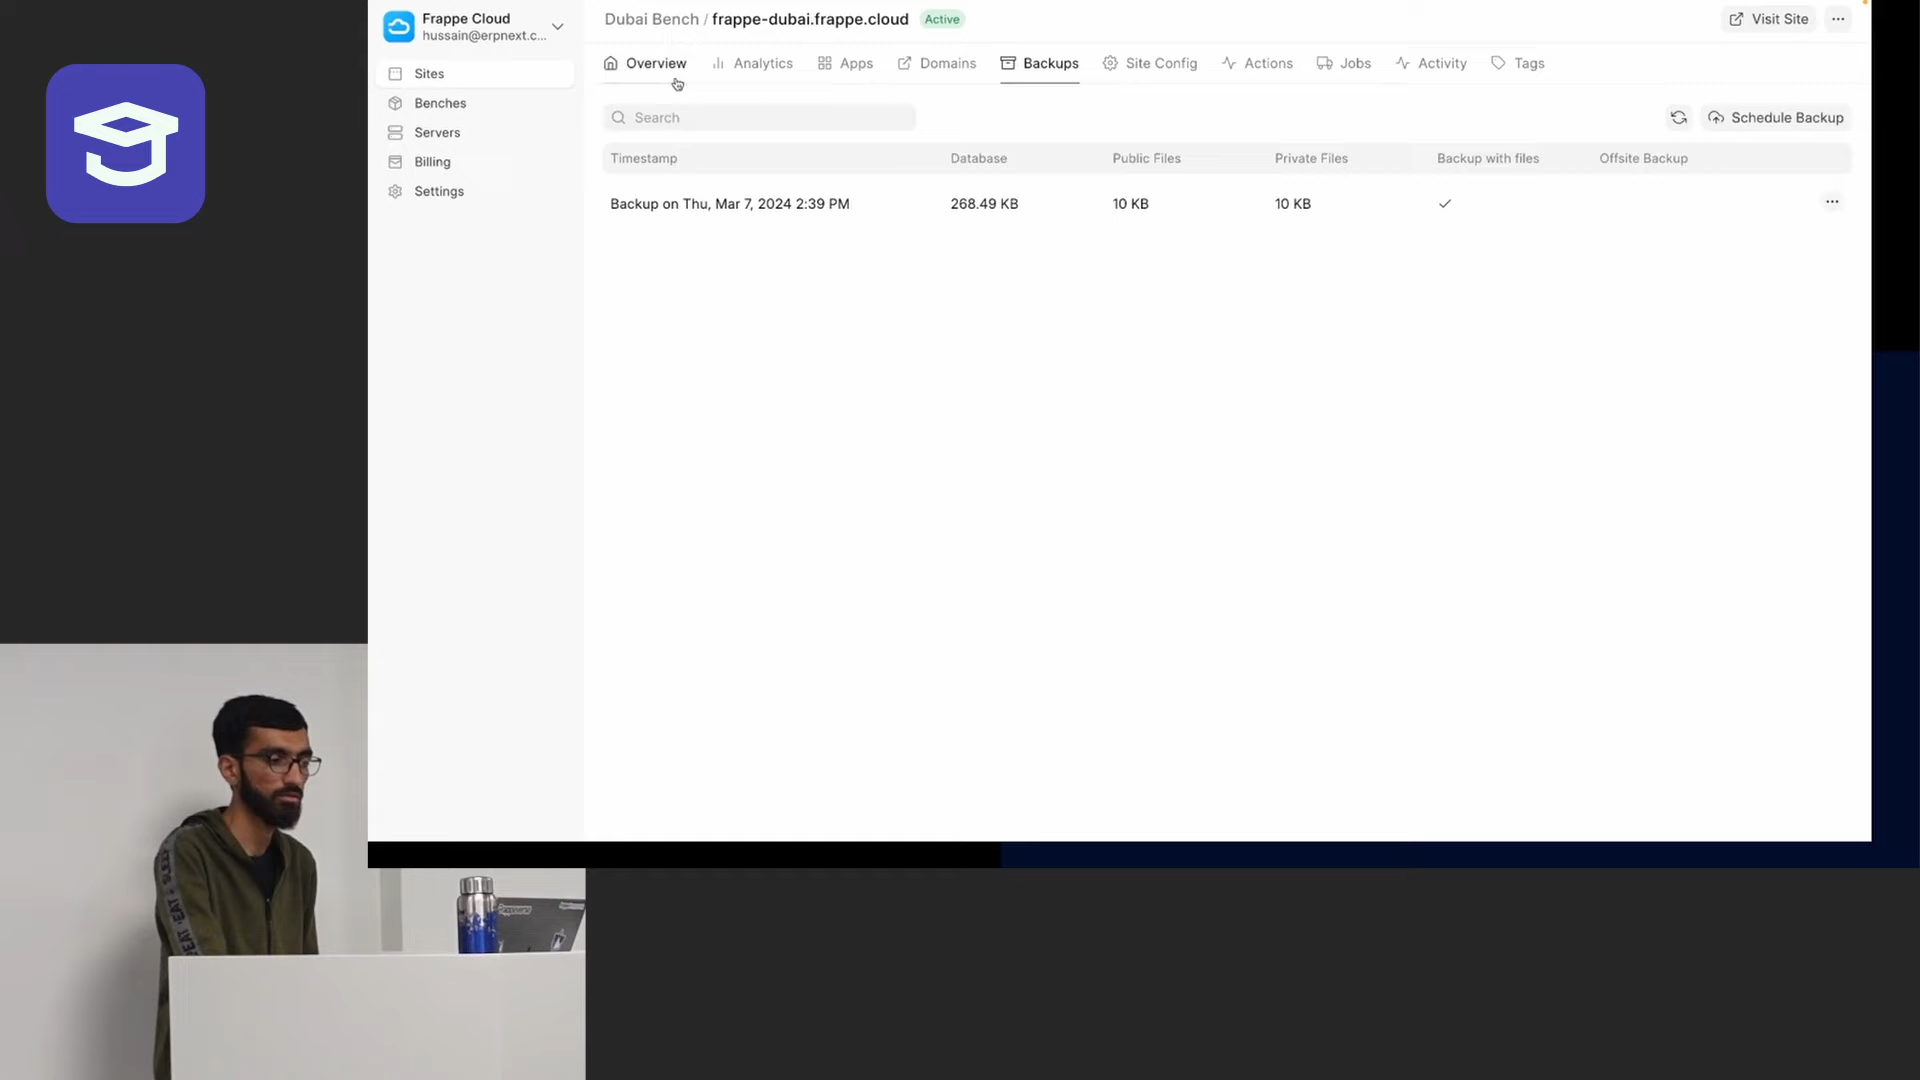 Frappe Cloud
hussain@erpnext.c...
Sites
Benches
Servers
Billing
Settings
Dubai Bench / frappe-dubai.frappe.cloud Active
Visit Site
Overview Analytics Apps Domains Backups Site Config Actions Jobs Activity Tags
Search
Schedule Backup
Timestamp Database Public Files Private Files Backup with files Offsite Backup
Backup on Thu, Mar 7, 2024 2:39 PM 268.49 KB 10 KB 10 KB